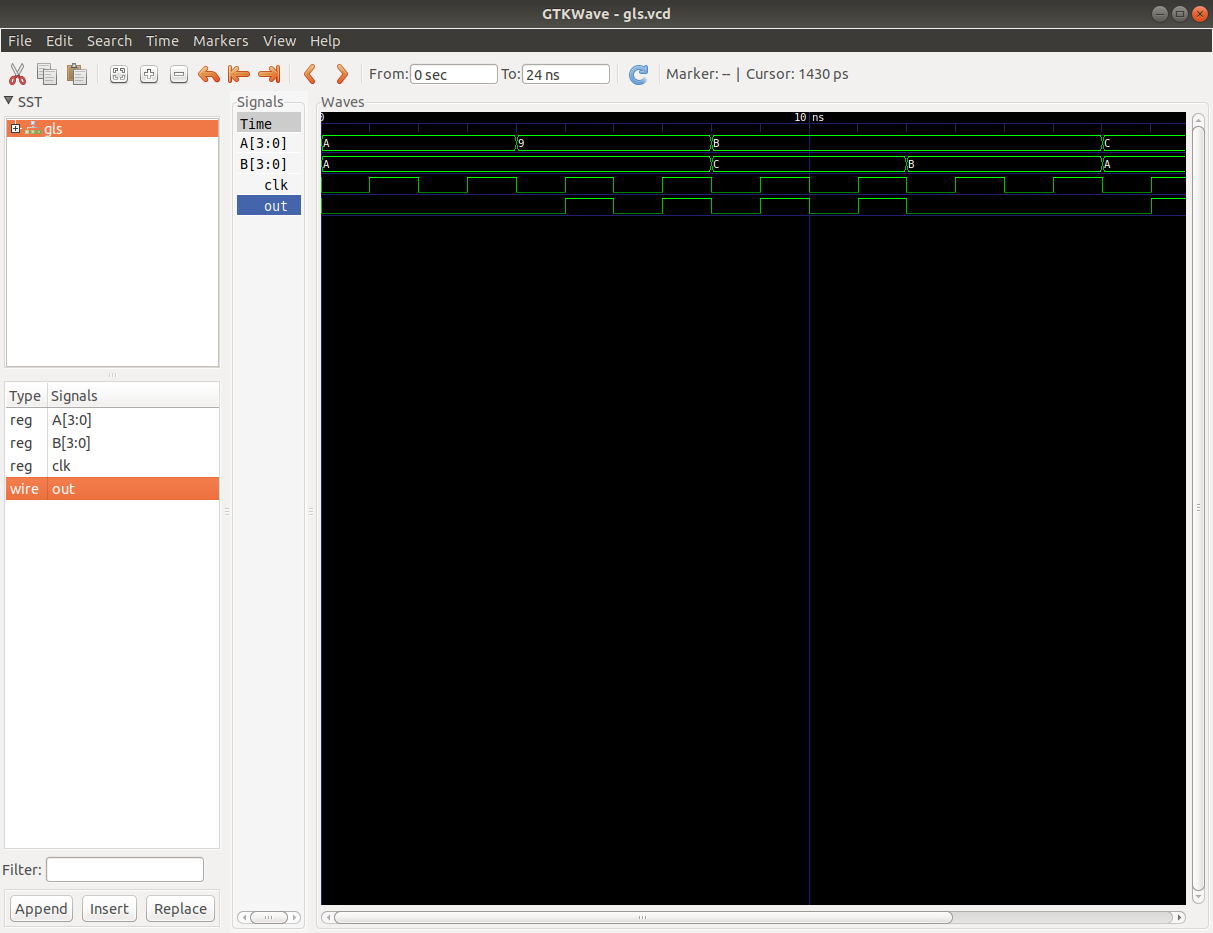 GTKWave - gls.vcd
File Edit Search Time Markers View Help
From: 0 sec To: 24 ns Marker: -- | Cursor: 1430 ps
SST
gls
Type Signals
reg A[3:0]
reg B[3:0]
reg clk
wire out
Filter:
Append Insert Replace
Signals
Time
A[3:0]
B[3:0]
clk
out
Waves
0 10 ns
A 9 B C
A C B A